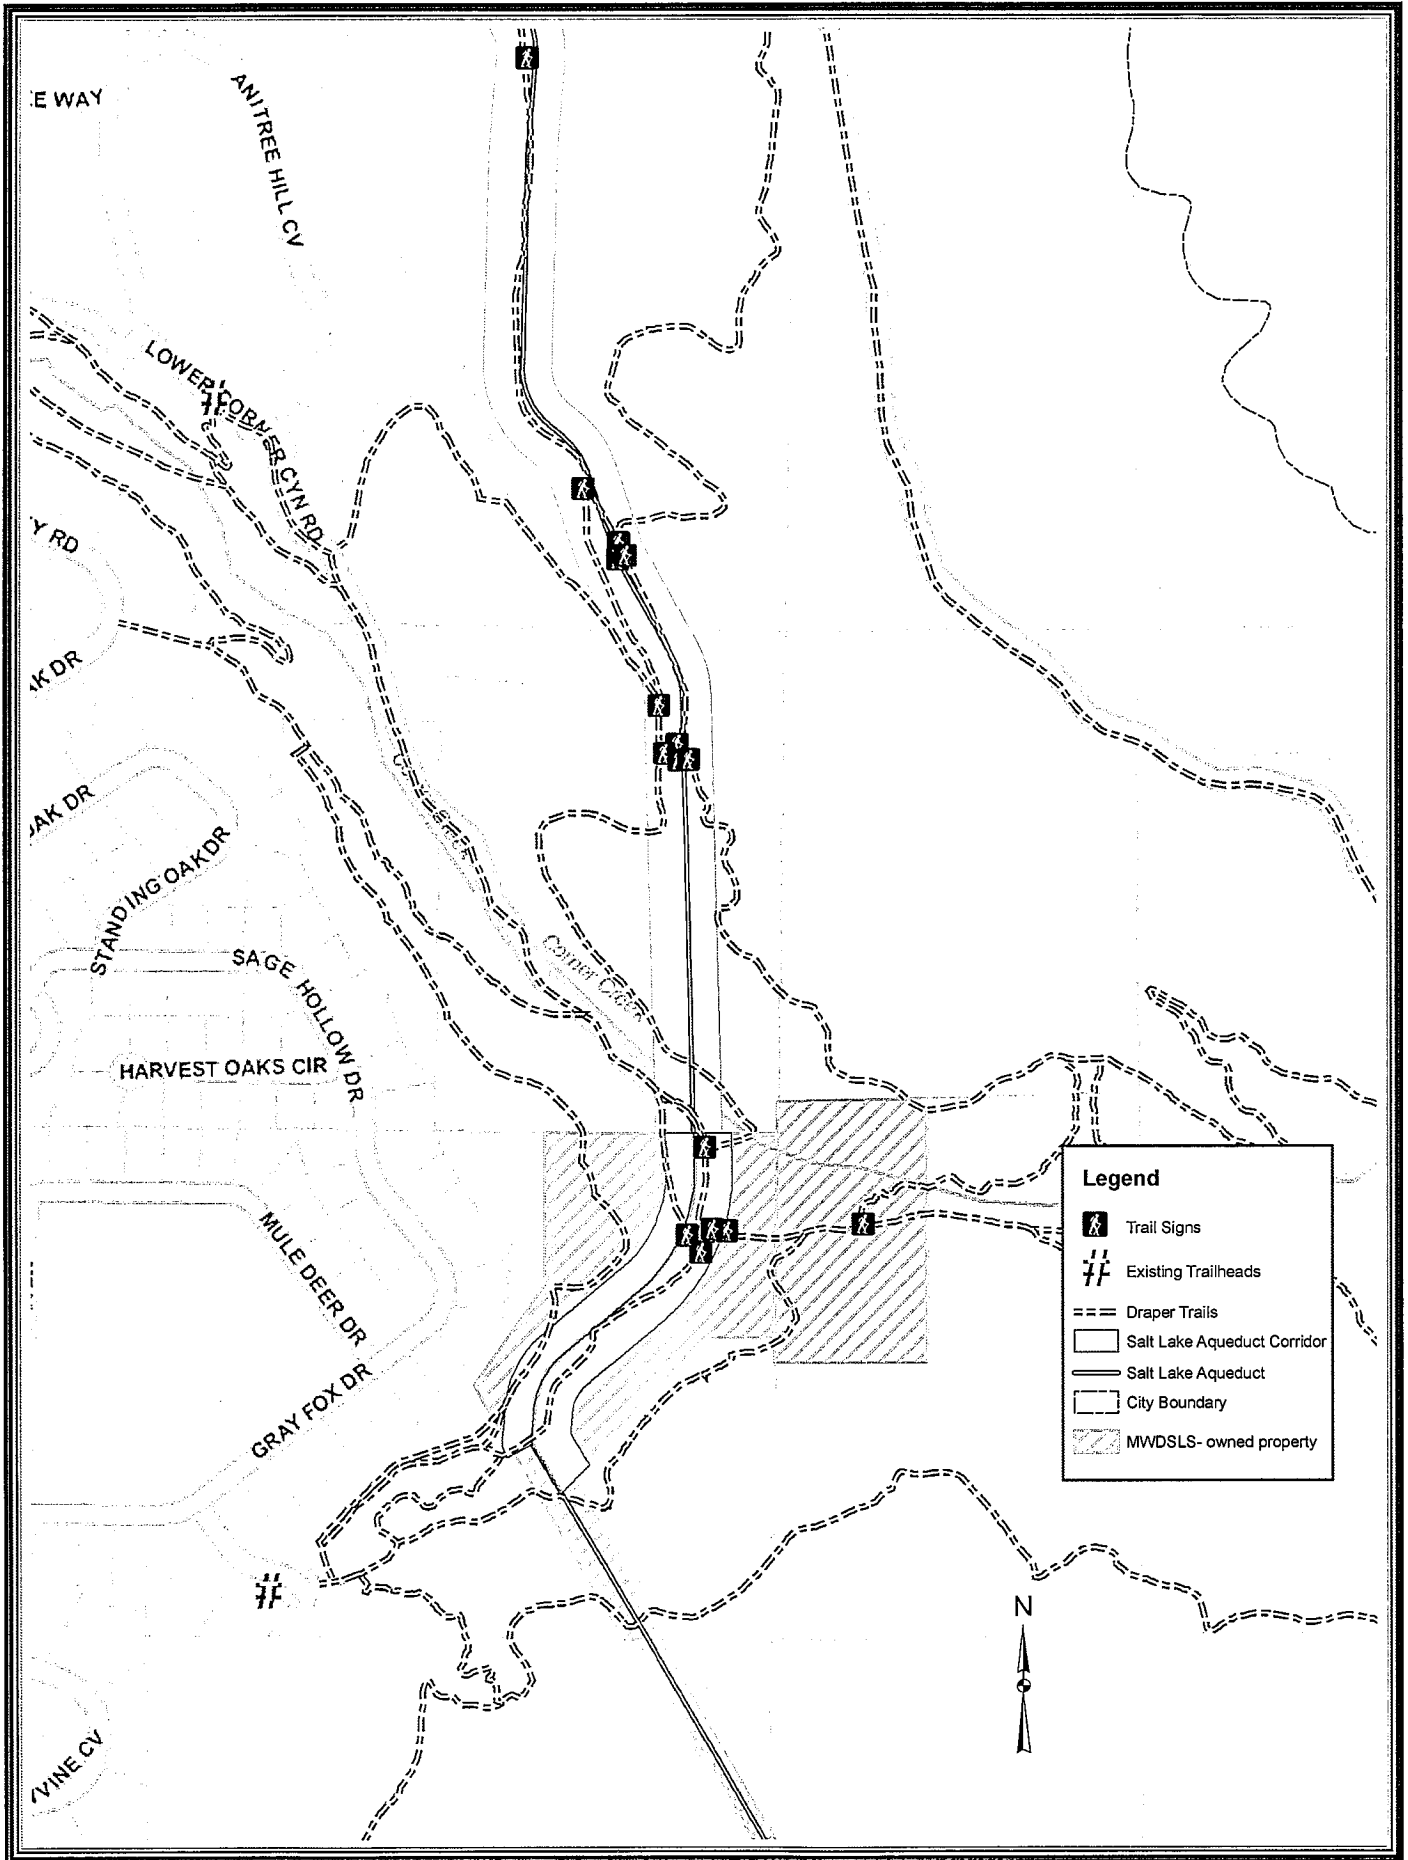 E WAY
ANITREE HILL CV
LOWER CORNER CYN RD
Y RD
AK DR
OAK DR
STANDING OAK DR
SAGE HOLLOW DR
Corner Creek
HARVEST OAKS CIR
MULE DEER DR
GRAY FOX DR
VINE CV
Legend
Trail Signs
Existing Trailheads
Draper Trails
Salt Lake Aqueduct Corridor
Salt Lake Aqueduct
City Boundary
MWDSLS- owned property
N